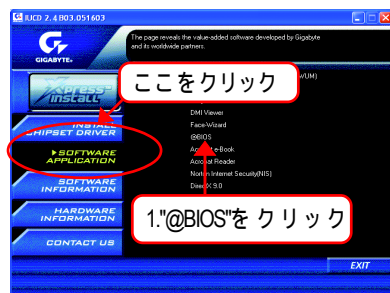 IUCD 2.4 B03.051603
GIGABYTE
The page reveals the value-added software developed by Gigabyte
and its worldwide partners.
Xpress
INSTALL
ここをクリック
WUM)
INSTALL
CHIPSET DRIVER
DMI Viewer
Face-Wizard
@BIOS
e-Book
Acrobat Reader
Norton Internet Security(NIS)
DirectX 9.0
SOFTWARE
APPLICATION
SOFTWARE
INFORMATION
HARDWARE
INFORMATION
CONTACT US
1."@BIOS"をクリック
EXIT